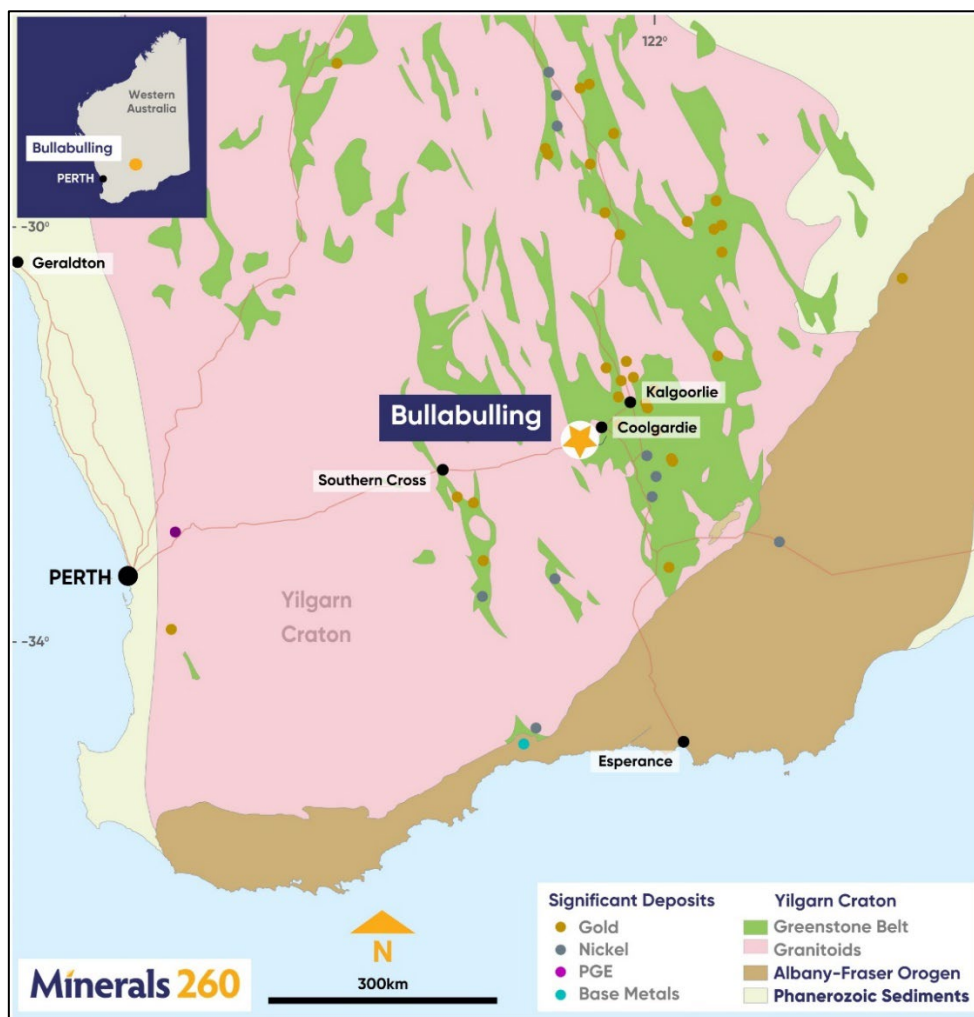 Western
Australia
Bullabulling
PERTH
122°
-30°
Geraldton
Bullabulling
Kalgoorlie
Coolgardie
Southern Cross
PERTH
Yilgarn
Craton
-34°
Esperance
N
300km
Minerals 260
Significant Deposits
Gold
Nickel
PGE
Base Metals
Yilgarn Craton
Greenstone Belt
Granitoids
Albany-Fraser Orogen
Phanerozoic Sediments